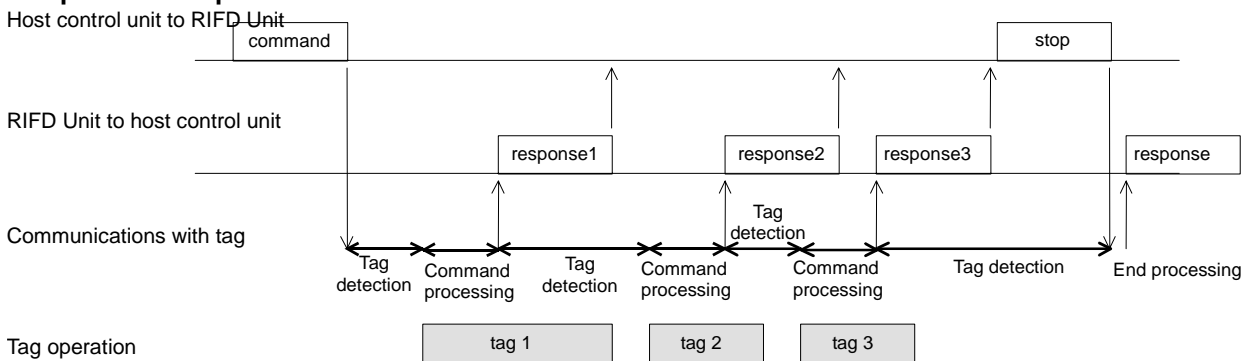 Host control unit to RIFD Unit
command
stop
RIFD Unit to host control unit
response1
response2
response3
response
Communications with tag
Tag
detection
Command
processing
Tag
detection
Command
processing
Tag
detection
Command
processing
Tag detection
End processing
Tag operation
tag 1
tag 2
tag 3